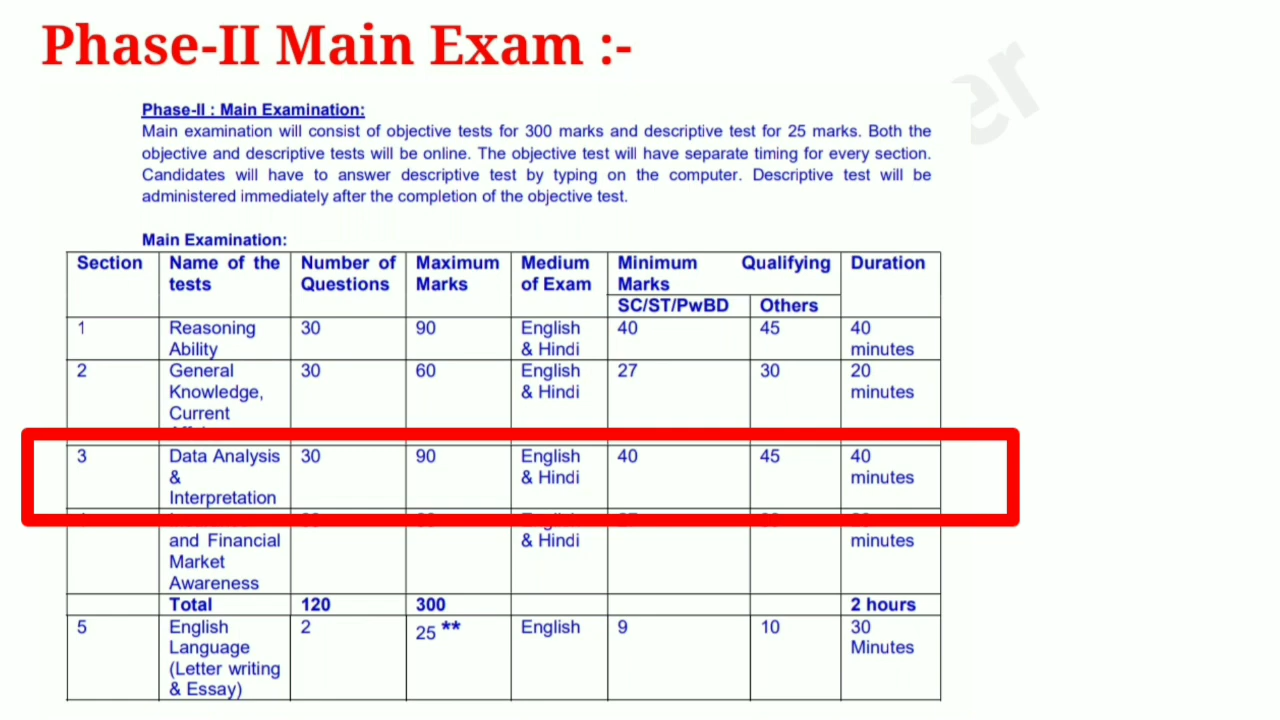 Phase-II Main Exam :-
er
Phase-II : Main Examination:
Main examination will consist of objective tests for 300 marks and descriptive test for 25 marks. Both the
objective and descriptive tests will be online. The objective test will have separate timing for every section.
Candidates will have to answer descriptive test by typing on the computer. Descriptive test will be
administered immediately after the completion of the objective test.
Main Examination:
Section Name of the tests Number of Questions Maximum Marks Medium of Exam Minimum Qualifying Marks Duration
SC/ST/PwBD Others
1 Reasoning Ability 30 90 English & Hindi 40 45 40 minutes
2 General Knowledge, Current 30 60 English & Hindi 27 30 20 minutes
3 Data Analysis & Interpretation 30 90 English & Hindi 40 45 40 minutes
and Financial Market Awareness & Hindi minutes
Total 120 300 2 hours
5 English Language (Letter writing & Essay) 2 25 ** English 9 10 30 Minutes